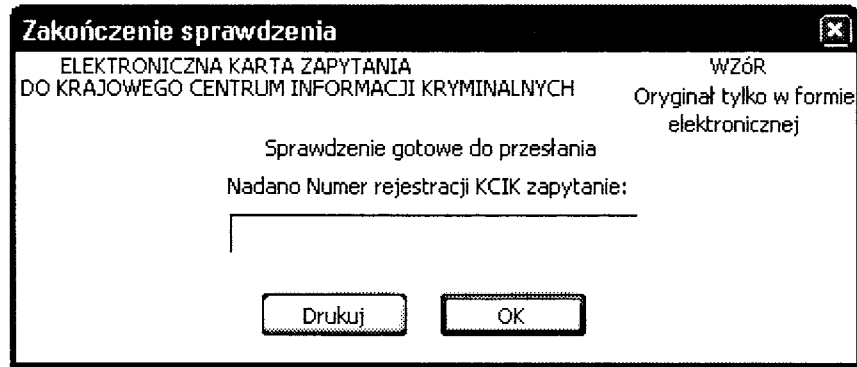 Zakończenie sprawdzenia
ELEKTRONICZNA KARTA ZAPYTANIA
DO KRAJOWEGO CENTRUM INFORMACJI KRYMINALNYCH
WZóR
Oryginał tylko w formie
elektronicznej
Sprawdzenie gotowe do przesłania
Nadano Numer rejestracji KCIK zapytanie:
Drukuj
OK